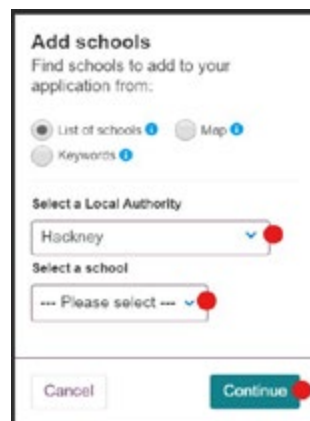 Add schools
Find schools to add to your
application from:
List of schools Map
Keywords
Select a Local Authority
Hackney
Select a school
--- Please select ---
Cancel Continue